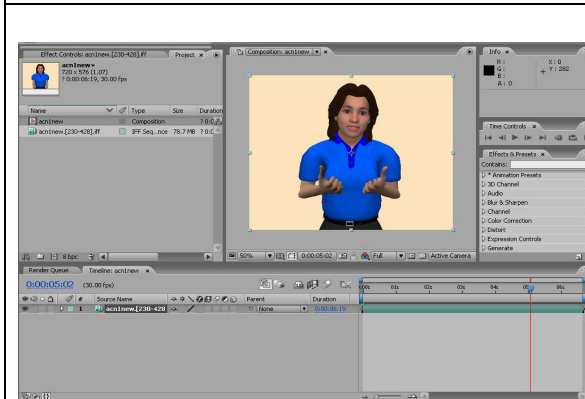 Effect Controls: acn1new.[230-428].iff
Project
acn1new
720 x 576 (1.07)
? 0:00:06:19, 30.00 fps
Name Type Size Duration
acn1new Composition ? 0:0
acn1new.[230-428].iff IFF Seq...nce 78.7 MB ? 0:0
8 bpc
Composition: acn1new
50% 0:00:05:02 Full Active Camera
Info
R :
G :
B :
A : 0
X : 0
Y : 282
Time Controls
Effects & Presets
Contains:
* Animation Presets
3D Channel
Audio
Blur & Sharpen
Channel
Color Correction
Distort
Expression Controls
Generate
Render Queue Timeline: acn1new
0:00:05:02 (30.00 fps)
# Source Name Parent Duration
1 acn1new.[230-428 None 0:00:06:19
:00s 01s 02s 03s 04s 05s 06s